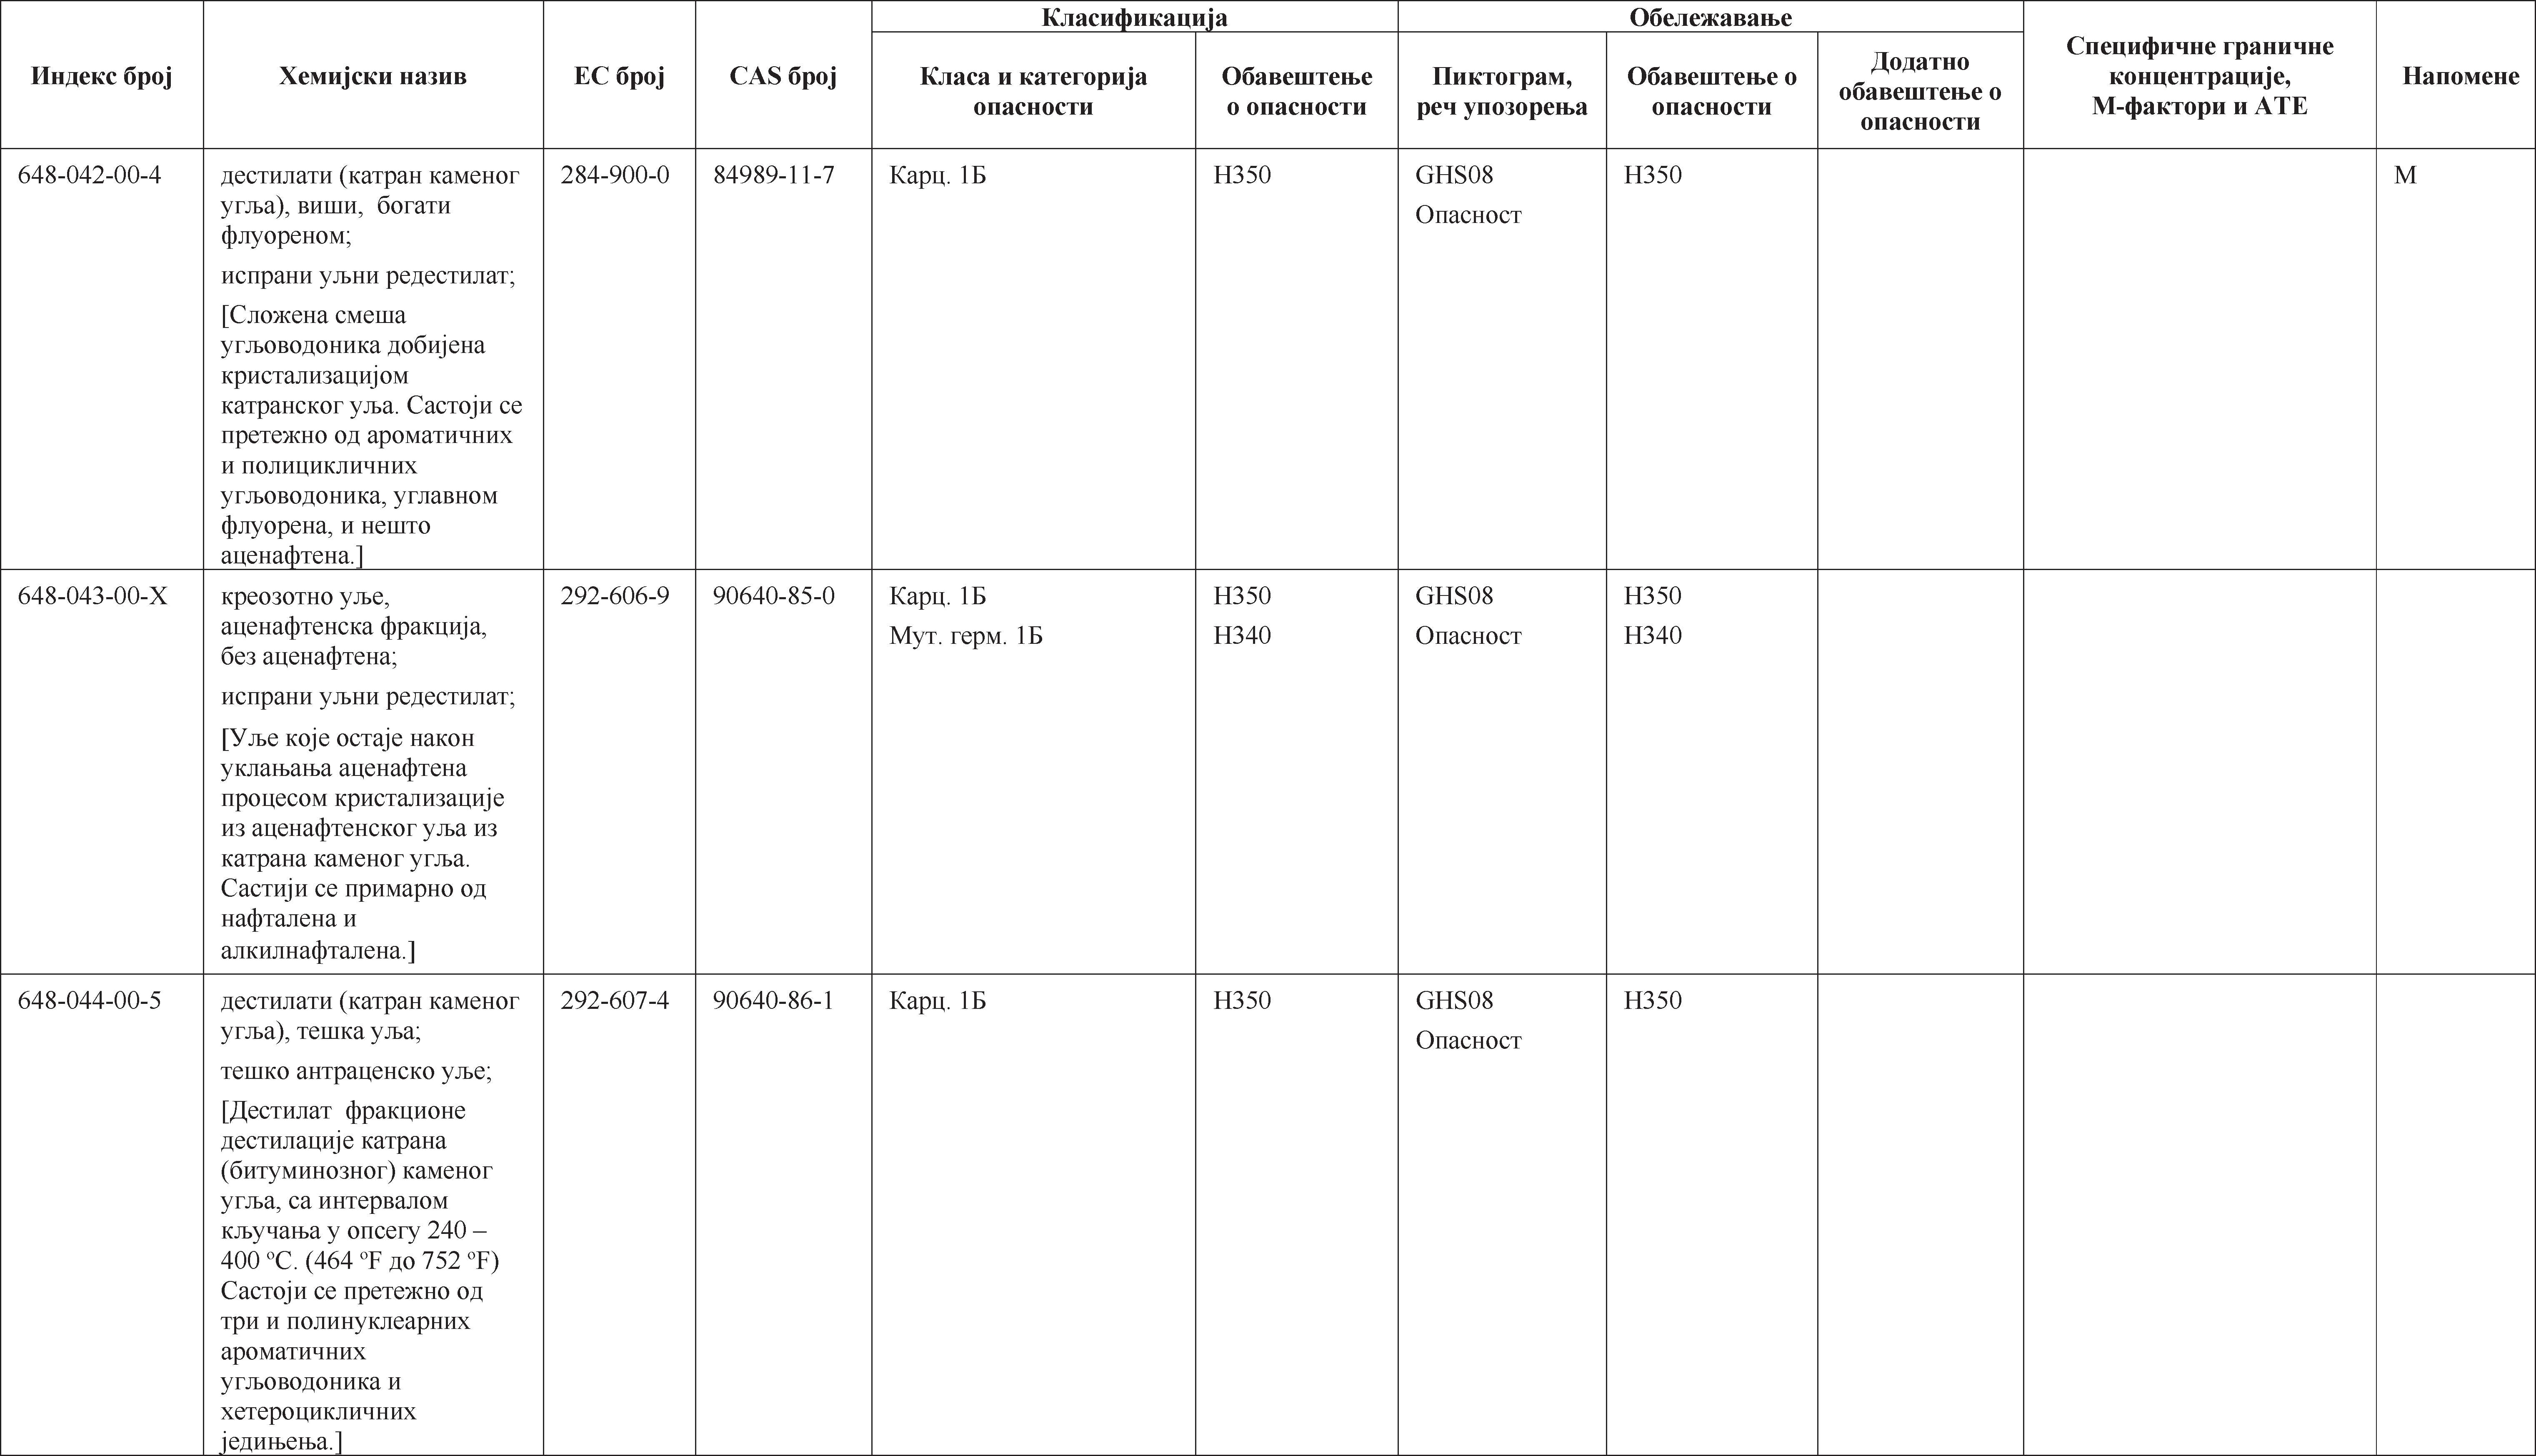 Класификација
Обележавање
Индекс број
Хемијски назив
ЕС број
CAS број
Класа и категорија
опасности
Обавештење
о опасности
Пиктограм,
реч упозорења
Обавештење о
опасности
Додатно
обавештење о
опасности
Специфичне граничне
концентрације,
М-фактори и АТЕ
Напомене
648-042-00-4
дестилати (катран каменог
угља), виши,  богати
флуореном;
испрани уљни редестилат;
[Сложена смеша
угљоводоника добијена
кристализацијом
катранског уља. Састоји се
претежно од ароматичних
и полицикличних
угљоводоника, углавном
флуорена, и нешто
аценафтена.]
284-900-0
84989-11-7
Карц. 1Б
H350
GHS08
Опасност
H350
М
648-043-00-X
креозотно уље,
аценафтенска фракција,
без аценафтена;
испрани уљни редестилат;
[Уље које остаје након
уклањања аценафтена
процесом кристализације
из аценафтенског уља из
катрана каменог угља.
Састији се примарно од
нафталена и
алкилнафталена.]
292-606-9
90640-85-0
Карц. 1Б
Мут. герм. 1Б
H350
H340
GHS08
Опасност
H350
H340
648-044-00-5
дестилати (катран каменог
угља), тешка уља;
тешко антраценско уље;
[Дестилат  фракционе
дестилације катрана
(битуминозног) каменог
угља, са интервалом
кључања у опсегу 240 –
400 ºC. (464 ºF до 752 ºF)
Састоји се претежно од
три и полинуклеарних
ароматичних
угљоводоника и
хетероцикличних
једињења.]
292-607-4
90640-86-1
Карц. 1Б
H350
GHS08
Опасност
H350